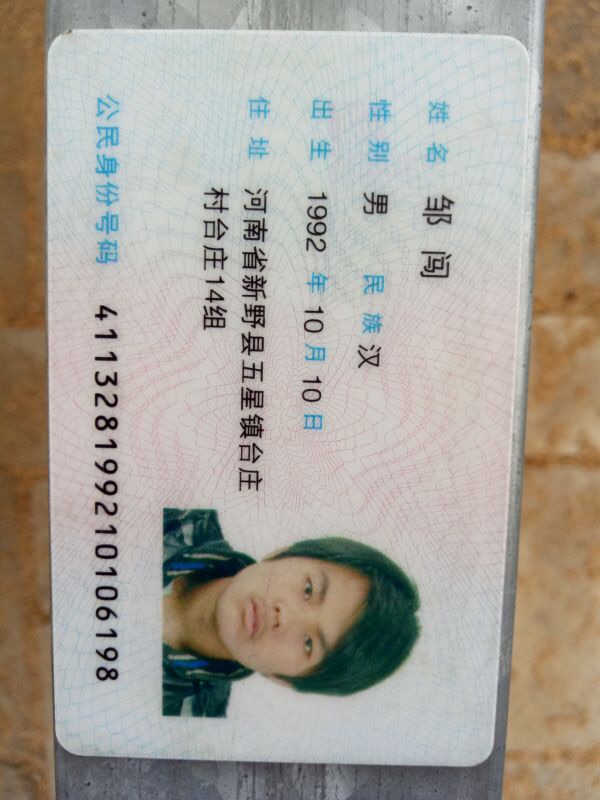 姓名 邹闯
性别 男 民族 汉
出生 1992 年 10 月 10 日
住址 河南省新野县五星镇台庄
村台庄14组
公民身份号码 411328199210106198